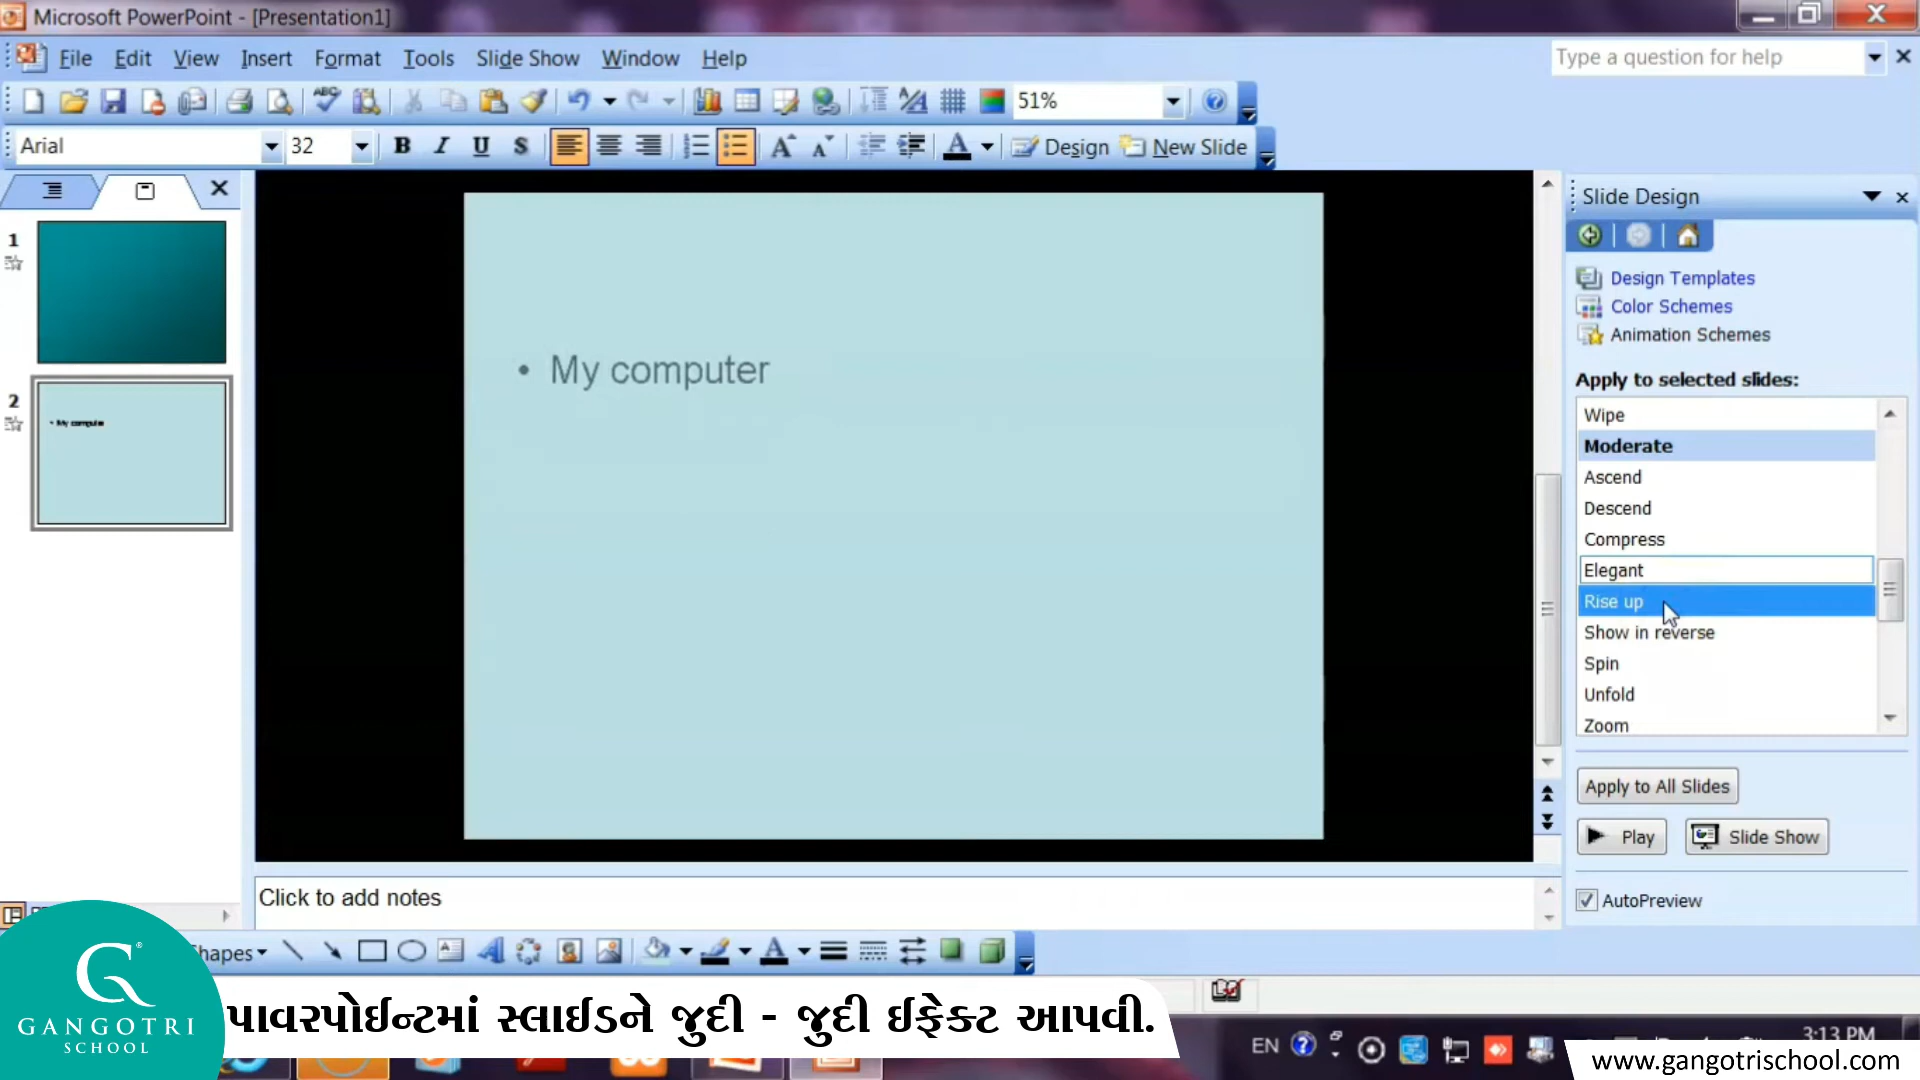 Microsoft PowerPoint - [Presentation1]
File Edit View Insert Format Tools Slide Show Window Help
Type a question for help
51%
Arial
32
B I U S
Design
New Slide
1
2
• My computer
• My computer
Click to add notes
Slide Design
Design Templates
Color Schemes
Animation Schemes
Apply to selected slides:
Wipe
Moderate
Ascend
Descend
Compress
Elegant
Rise up
Show in reverse
Spin
Unfold
Zoom
Apply to All Slides
Play
Slide Show
AutoPreview
hapes
GANGOTRI
SCHOOL
પાવરપોઈન્ટમાં સ્લાઈડને જુદી - જુદી ઈફેક્ટ આપવી.
EN
3:13 PM
www.gangotrischool.com